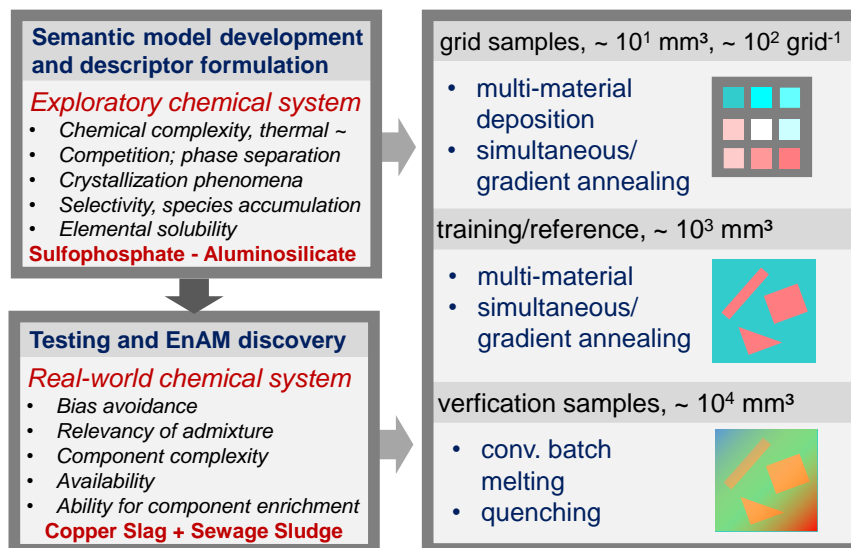 Semantic model development
and descriptor formulation
Exploratory chemical system
• Chemical complexity, thermal ~
• Competition; phase separation
• Crystallization phenomena
• Selectivity, species accumulation
• Elemental solubility
Sulfophosphate - Aluminosilicate
Testing and EnAM discovery
Real-world chemical system
• Bias avoidance
• Relevancy of admixture
• Component complexity
• Availability
• Ability for component enrichment
Copper Slag + Sewage Sludge
grid samples, ~ 10¹ mm³, ~ 10² grid⁻¹
• multi-material
deposition
• simultaneous/
gradient annealing
training/reference, ~ 10³ mm³
• multi-material
• simultaneous/
gradient annealing
verfication samples, ~ 10⁴ mm³
• conv. batch
melting
• quenching